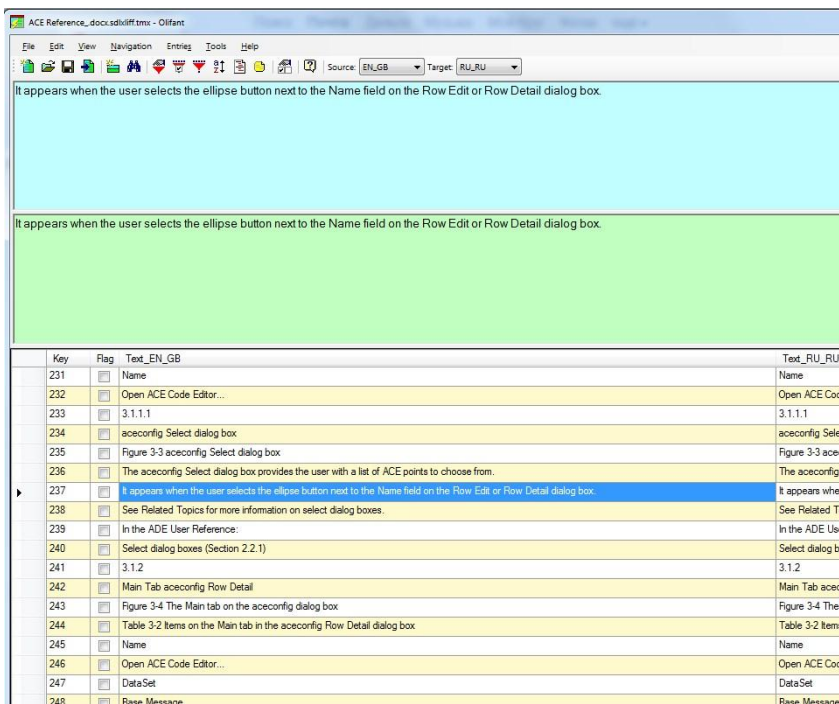 ACE Reference_.docx.sdlxliff.tmx - Olifant
File Edit View Navigation Entries Tools Help
Source: EN_GB Target: RU_RU
It appears when the user selects the ellipse button next to the Name field on the Row Edit or Row Detail dialog box.
It appears when the user selects the ellipse button next to the Name field on the Row Edit or Row Detail dialog box.
Key Flag Text_EN_GB Text_RU_RU
231 Name Name
232 Open ACE Code Editor... Open ACE Cod
233 3.1.1.1 3.1.1.1
234 aceconfig Select dialog box aceconfig Sele
235 Figure 3-3 aceconfig Select dialog box Figure 3-3 ace
236 The aceconfig Select dialog box provides the user with a list of ACE points to choose from. The aceconfig
237 It appears when the user selects the ellipse button next to the Name field on the Row Edit or Row Detail dialog box. It appears whe
238 See Related Topics for more information on select dialog boxes. See Related T
239 In the ADE User Reference: In the ADE Us
240 Select dialog boxes (Section 2.2.1) Select dialog b
241 3.1.2 3.1.2
242 Main Tab aceconfig Row Detail Main Tab acec
243 Figure 3-4 The Main tab on the aceconfig dialog box Figure 3-4 The
244 Table 3-2 Items on the Main tab in the aceconfig Row Detail dialog box Table 3-2 Item
245 Name Name
246 Open ACE Code Editor... Open ACE Cod
247 DataSet DataSet
248 Base Message Base Message